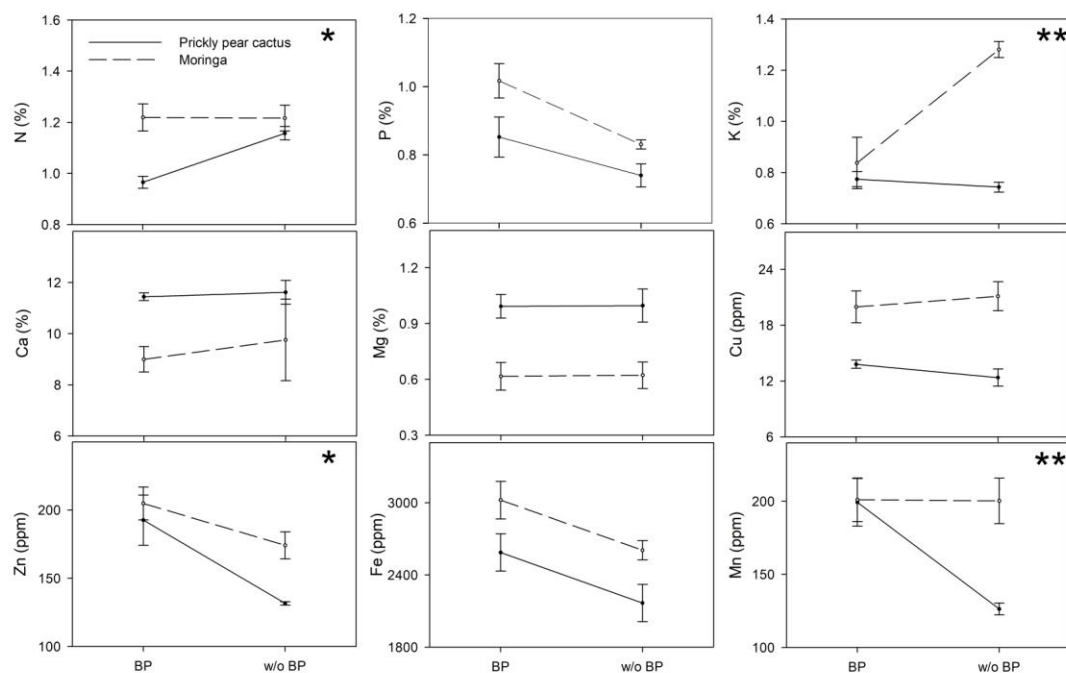 N (%)
1.6
1.4
1.2
1.0
0.8
Prickly pear cactus
Moringa
*
P (%)
1.0
0.8
0.6
K (%)
1.4
1.2
1.0
0.8
0.6
**
Ca (%)
12
10
8
6
Mg (%)
1.2
0.9
0.6
0.3
Cu (ppm)
24
18
12
6
Zn (ppm)
200
150
100
*
BP
w/o BP
Fe (ppm)
3000
2400
1800
BP
w/o BP
Mn (ppm)
200
150
100
**
BP
w/o BP